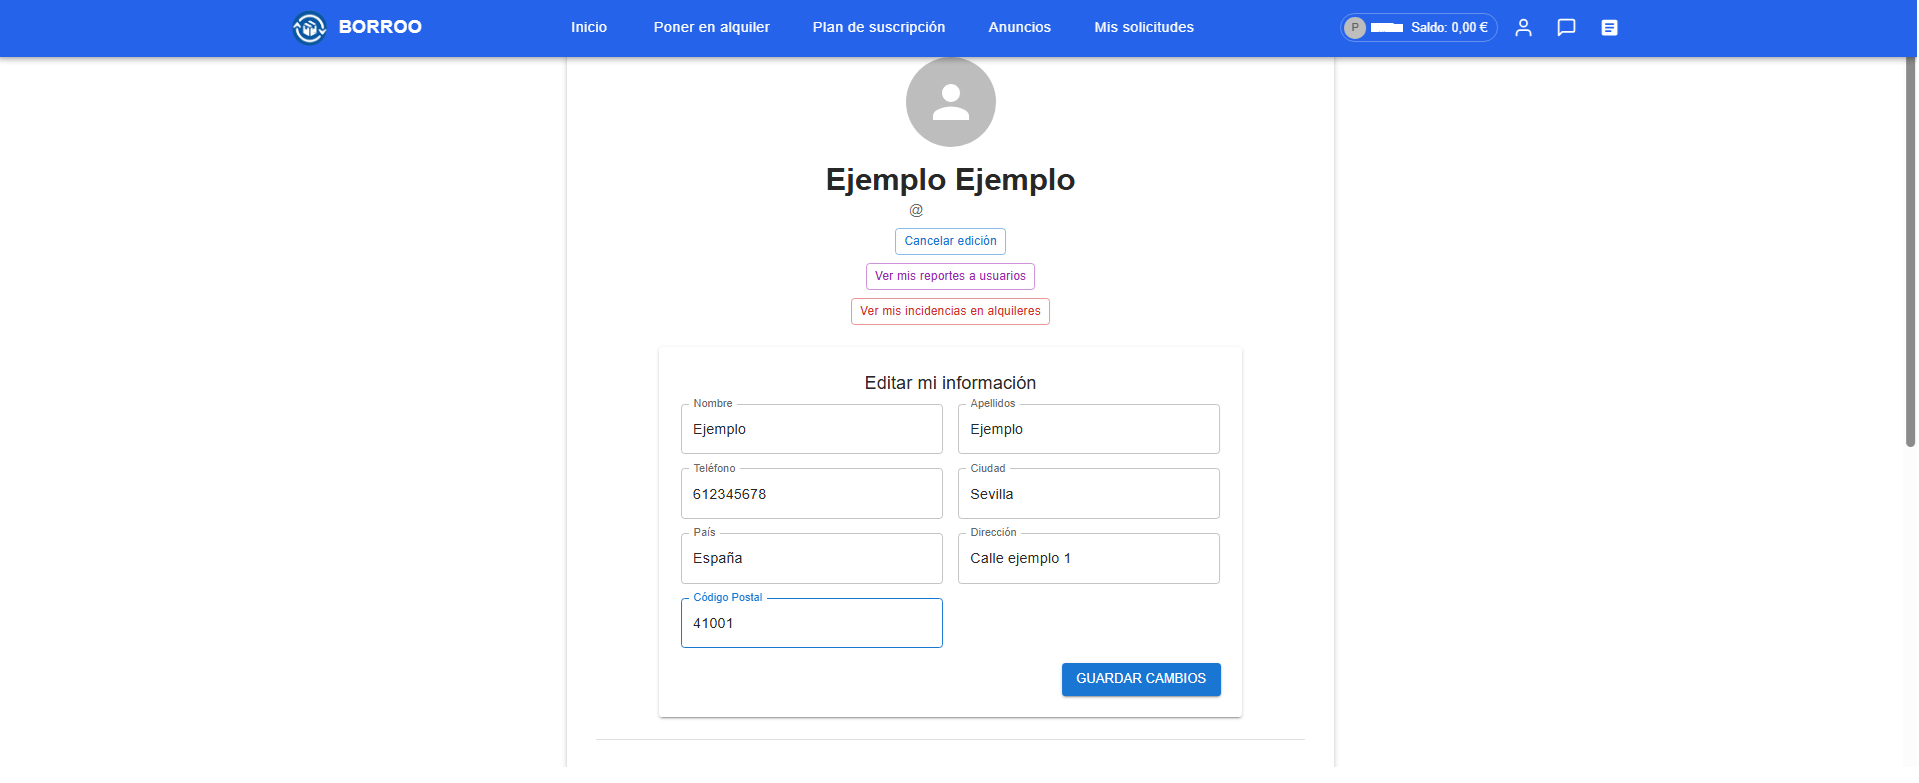 BORROO
Inicio
Poner en alquiler
Plan de suscripción
Anuncios
Mis solicitudes
P
Saldo: 0,00 €
Ejemplo Ejemplo
@
Cancelar edición
Ver mis reportes a usuarios
Ver mis incidencias en alquileres
Editar mi información
Nombre
Ejemplo
Apellidos
Ejemplo
Teléfono
612345678
Ciudad
Sevilla
País
España
Dirección
Calle ejemplo 1
Código Postal
41001
GUARDAR CAMBIOS